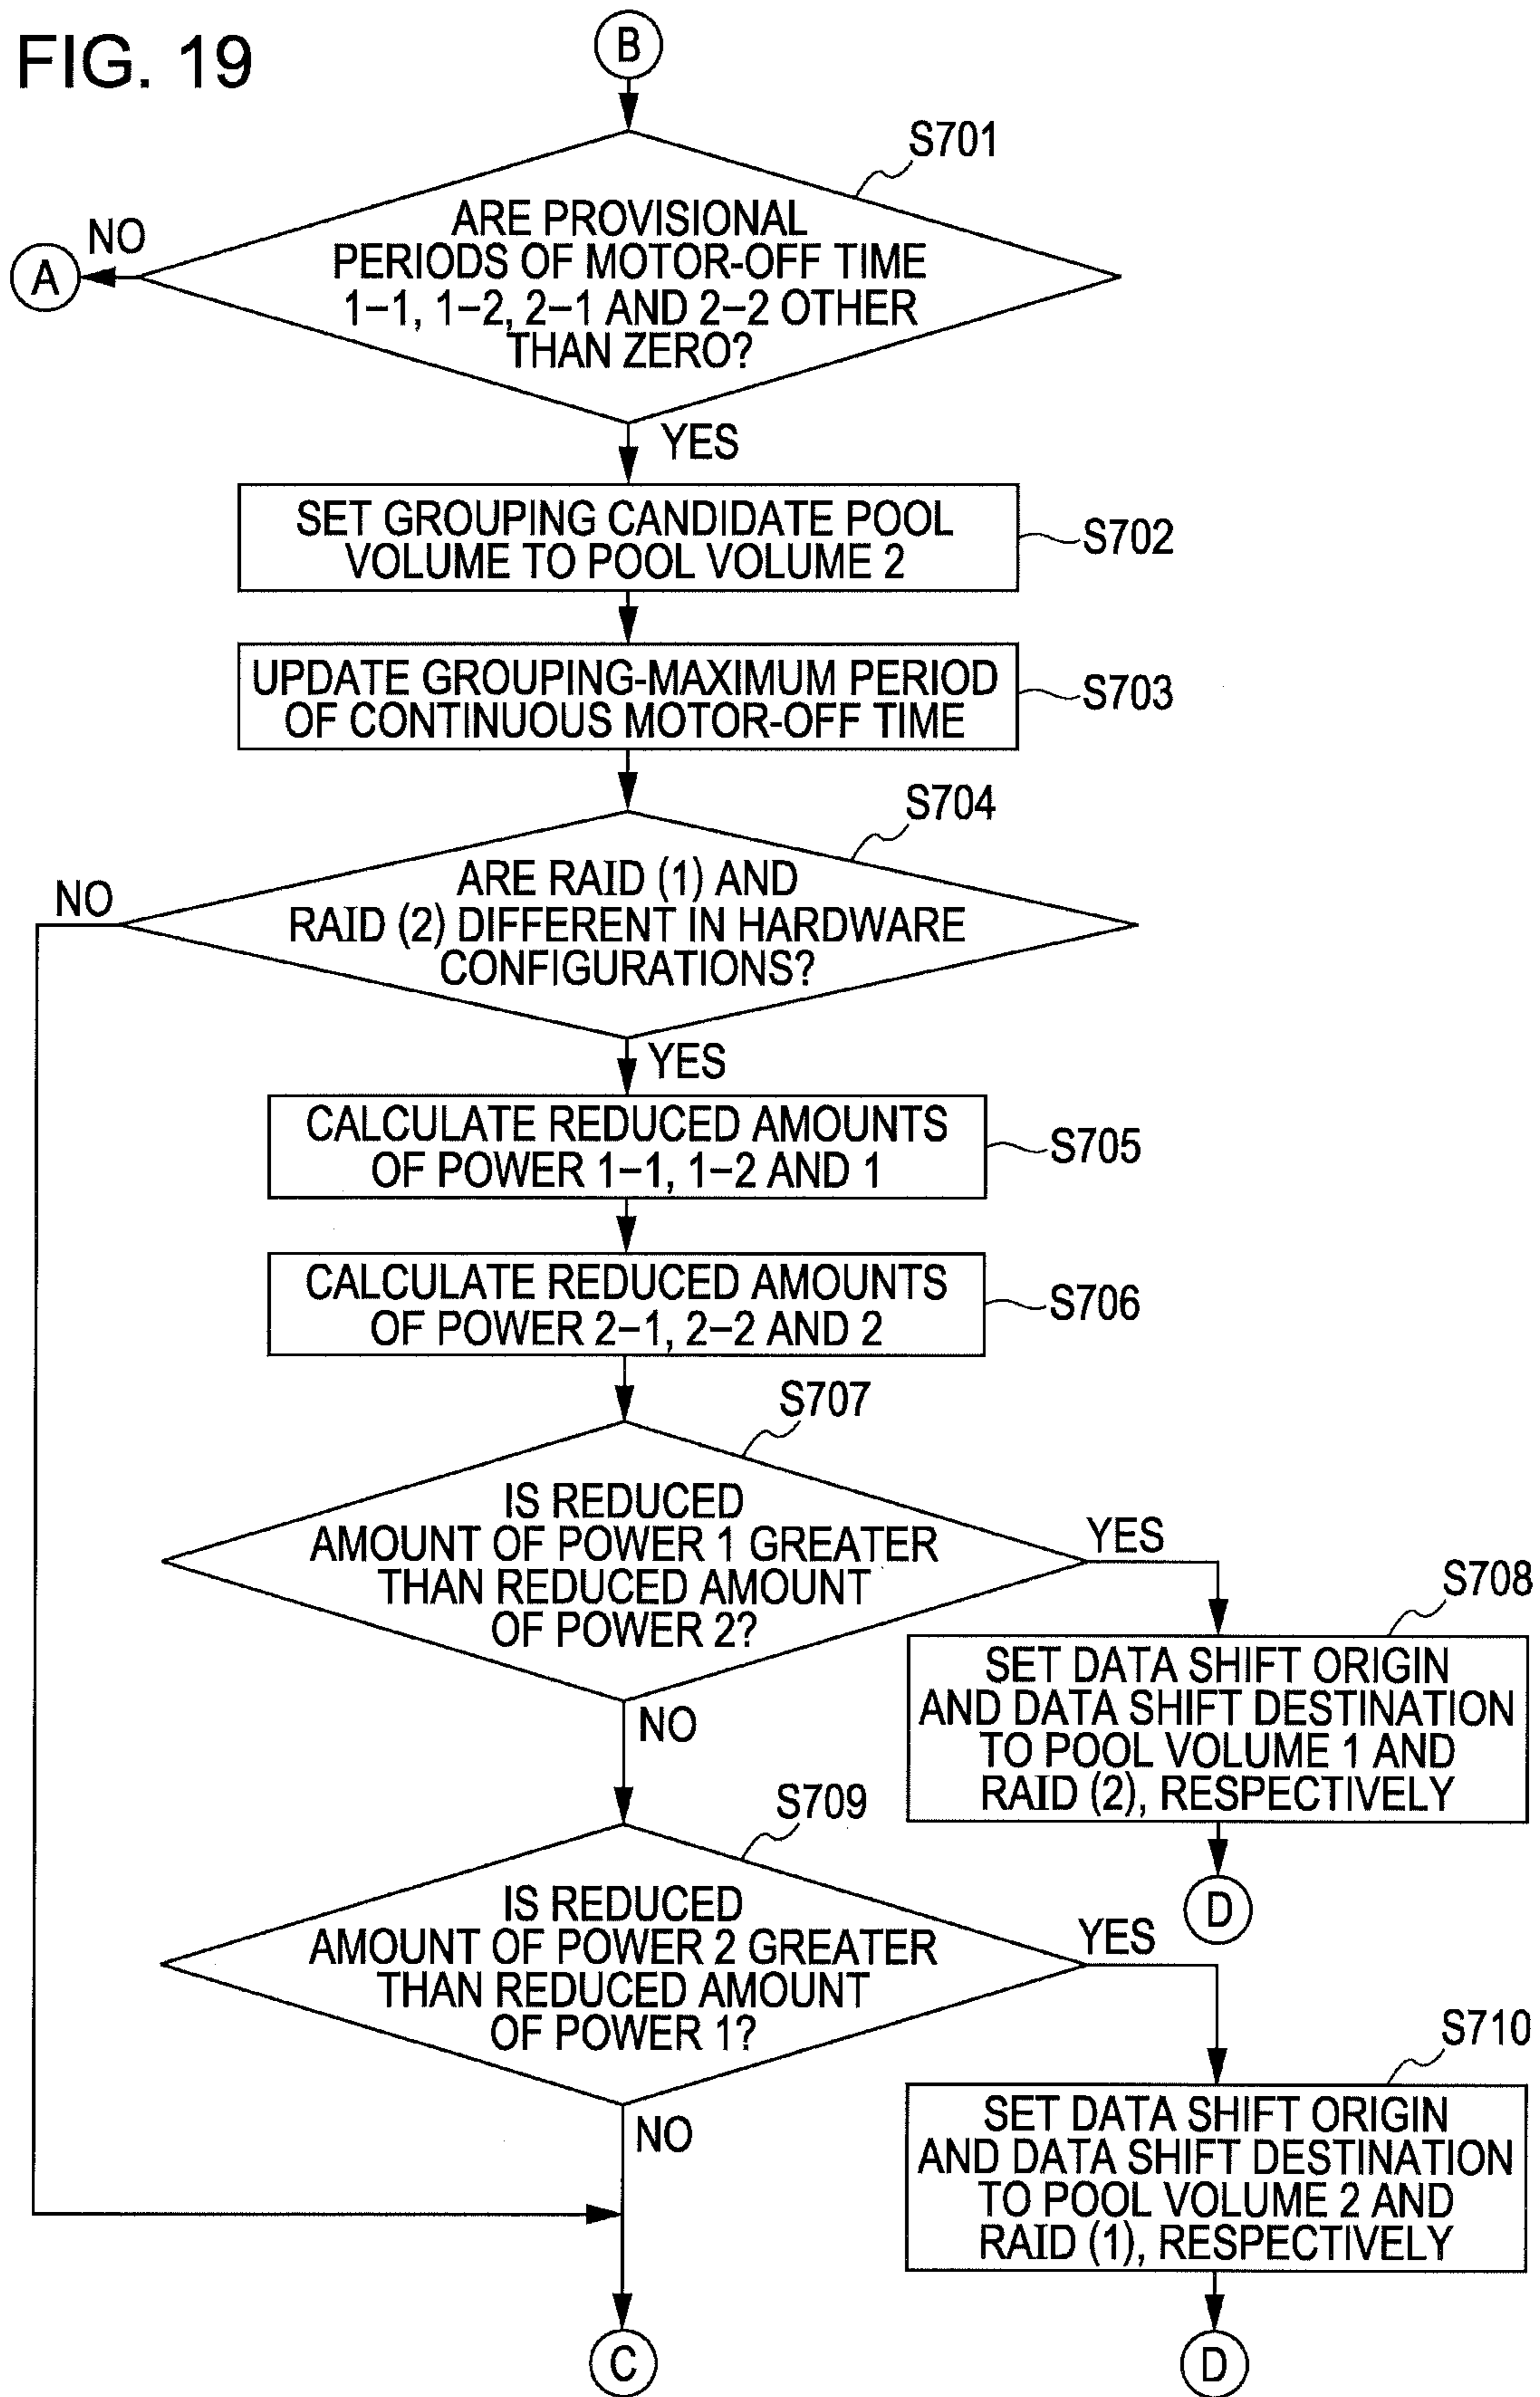 FIG. 19
B
S701
ARE PROVISIONAL
PERIODS OF MOTOR-OFF TIME
1-1, 1-2, 2-1 AND 2-2 OTHER
THAN ZERO?
NO
A
YES
SET GROUPING CANDIDATE POOL
VOLUME TO POOL VOLUME 2
S702
UPDATE GROUPING-MAXIMUM PERIOD
OF CONTINUOUS MOTOR-OFF TIME
S703
S704
ARE RAID (1) AND
RAID (2) DIFFERENT IN HARDWARE
CONFIGURATIONS?
NO
YES
CALCULATE REDUCED AMOUNTS
OF POWER 1-1, 1-2 AND 1
S705
CALCULATE REDUCED AMOUNTS
OF POWER 2-1, 2-2 AND 2
S706
S707
IS REDUCED
AMOUNT OF POWER 1 GREATER
THAN REDUCED AMOUNT
OF POWER 2?
YES
NO
S708
SET DATA SHIFT ORIGIN
AND DATA SHIFT DESTINATION
TO POOL VOLUME 1 AND
RAID (2), RESPECTIVELY
D
S709
IS REDUCED
AMOUNT OF POWER 2 GREATER
THAN REDUCED AMOUNT
OF POWER 1?
YES
NO
S710
SET DATA SHIFT ORIGIN
AND DATA SHIFT DESTINATION
TO POOL VOLUME 2 AND
RAID (1), RESPECTIVELY
C
D